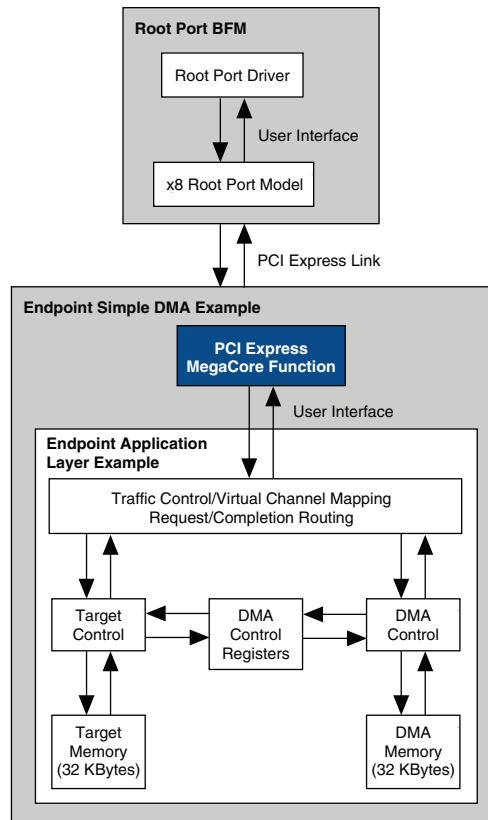 Root Port BFM
Root Port Driver
User Interface
x8 Root Port Model
PCI Express Link
Endpoint Simple DMA Example
PCI Express
MegaCore Function
User Interface
Endpoint Application
Layer Example
Traffic Control/Virtual Channel Mapping
Request/Completion Routing
Target
Control
DMA
Control
Registers
DMA
Control
Target
Memory
(32 KBytes)
DMA
Memory
(32 KBytes)